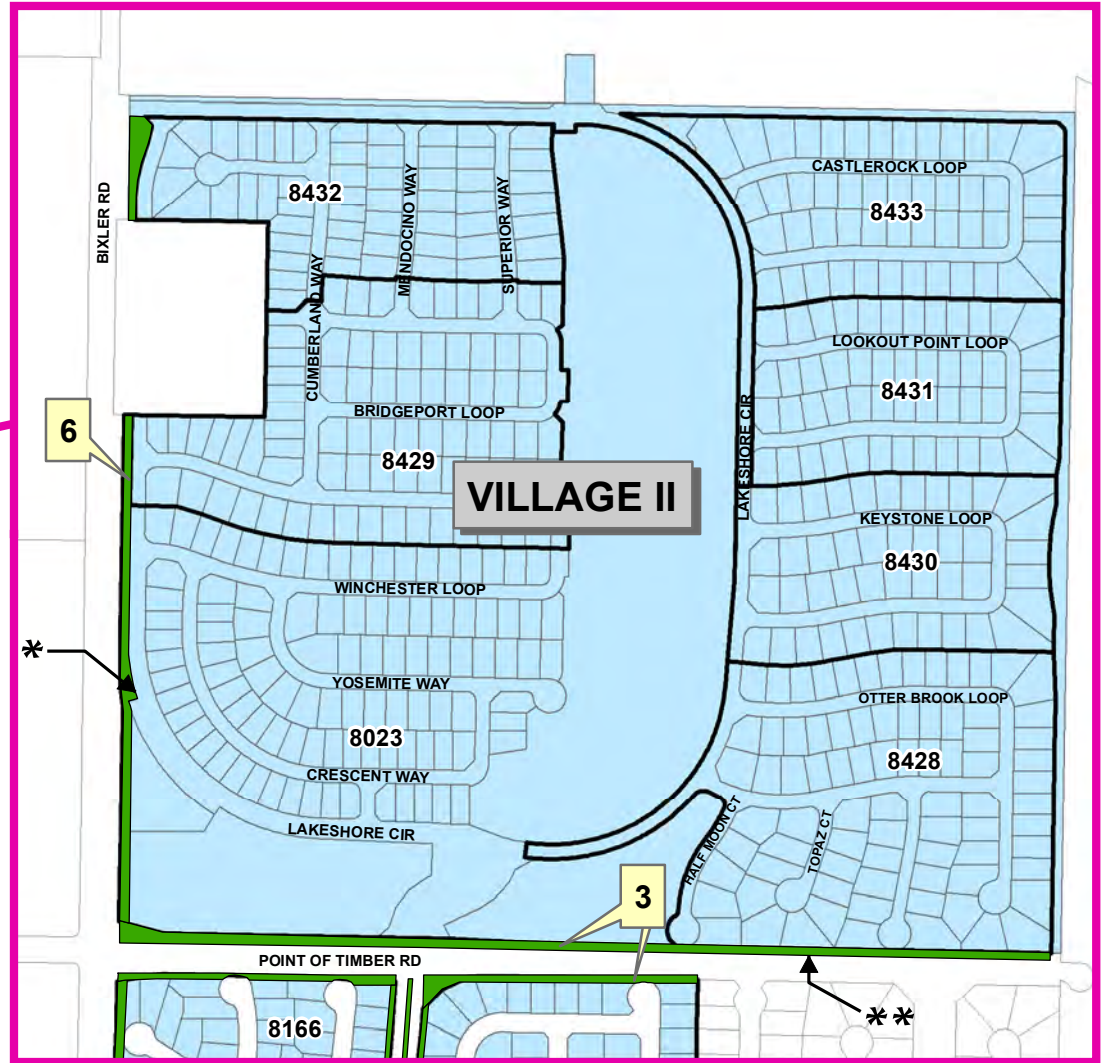 CASTLEROCK LOOP
8432
MENDOCINO WAY
SUPERIOR WAY
8433
BIXLER RD
CUMBERLAND WAY
LOOKOUT POINT LOOP
8431
BRIDGEPORT LOOP
LAKESHORE CIR
6
8429
VILLAGE II
KEYSTONE LOOP
8430
WINCHESTER LOOP
*
YOSEMITE WAY
OTTER BROOK LOOP
8023
8428
CRESCENT WAY
LAKESHORE CIR
HALF MOON CT
TOPAZ CT
3
POINT OF TIMBER RD
**
8166